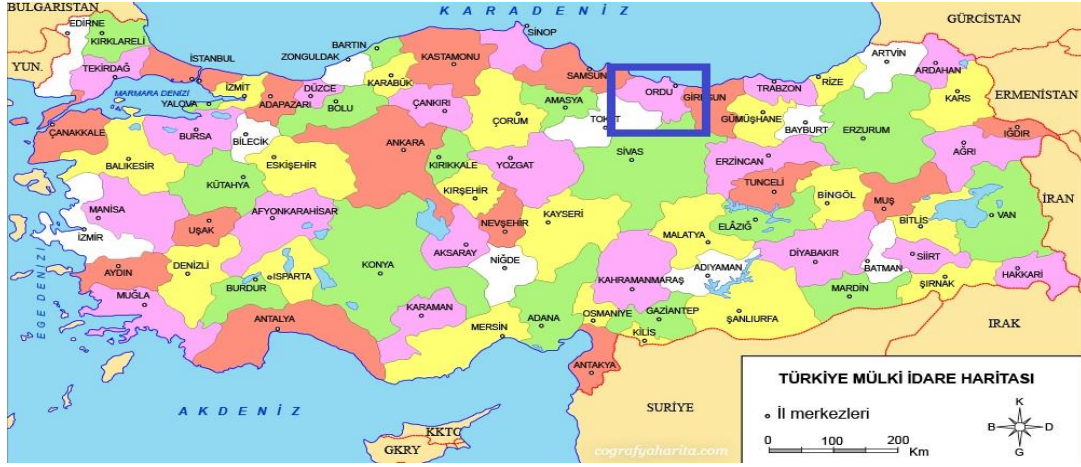 BULGARISTAN
KARADENİZ
GÜRCİSTAN
EDİRNE
KIRKLARELİ
SİNOP
BARTIN
KASTAMONU
ARTVİN
YUN.
TEKİRDAĞ
İSTANBUL
ZONGULDAK
KARABÜK
SAMSUN
ORDU
TRABZON
RİZE
ARDAHAN
MARMARA DENİZİ
İZMİT
DÜZCE
ÇANKIRI
AMASYA
GİRESUN
KARS
ERMENİSTAN
YALOVA
ADAPAZARI
BOLU
ÇORUM
TOKAT
GÜMÜŞHANE
BAYBURT
ERZURUM
IĞDIR
ÇANAKKALE
BURSA
BİLECİK
ANKARA
SİVAS
ERZİNCAN
AĞRI
BALIKESİR
ESKİŞEHİR
KIRIKKALE
YOZGAT
KÜTAHYA
KIRŞEHİR
TUNCELİ
BİNGÖL
MUŞ
İRAN
MANİSA
AFYONKARAHİSAR
NEVŞEHİR
KAYSERİ
ELÂZIĞ
BİTLİS
VAN
İZMİR
UŞAK
AKSARAY
MALATYA
DİYABAKIR
SİİRT
EGE DENİZİ
AYDIN
DENİZLİ
ISPARTA
KONYA
NİĞDE
KAHRAMANMARAŞ
ADIYAMAN
BATMAN
HAKKARİ
BURDUR
MARDİN
ŞIRNAK
MUĞLA
ANTALYA
KARAMAN
MERSİN
ADANA
OSMANİYE
GAZİANTEP
ŞANLIURFA
KİLİS
IRAK
ANTAKYA
AKDENİZ
SURİYE
KKTC
GKRY
cografyaharita.com
TÜRKİYE MÜLKİ İDARE HARİTASI
İl merkezleri
K
B D
G
0 100 200
Km